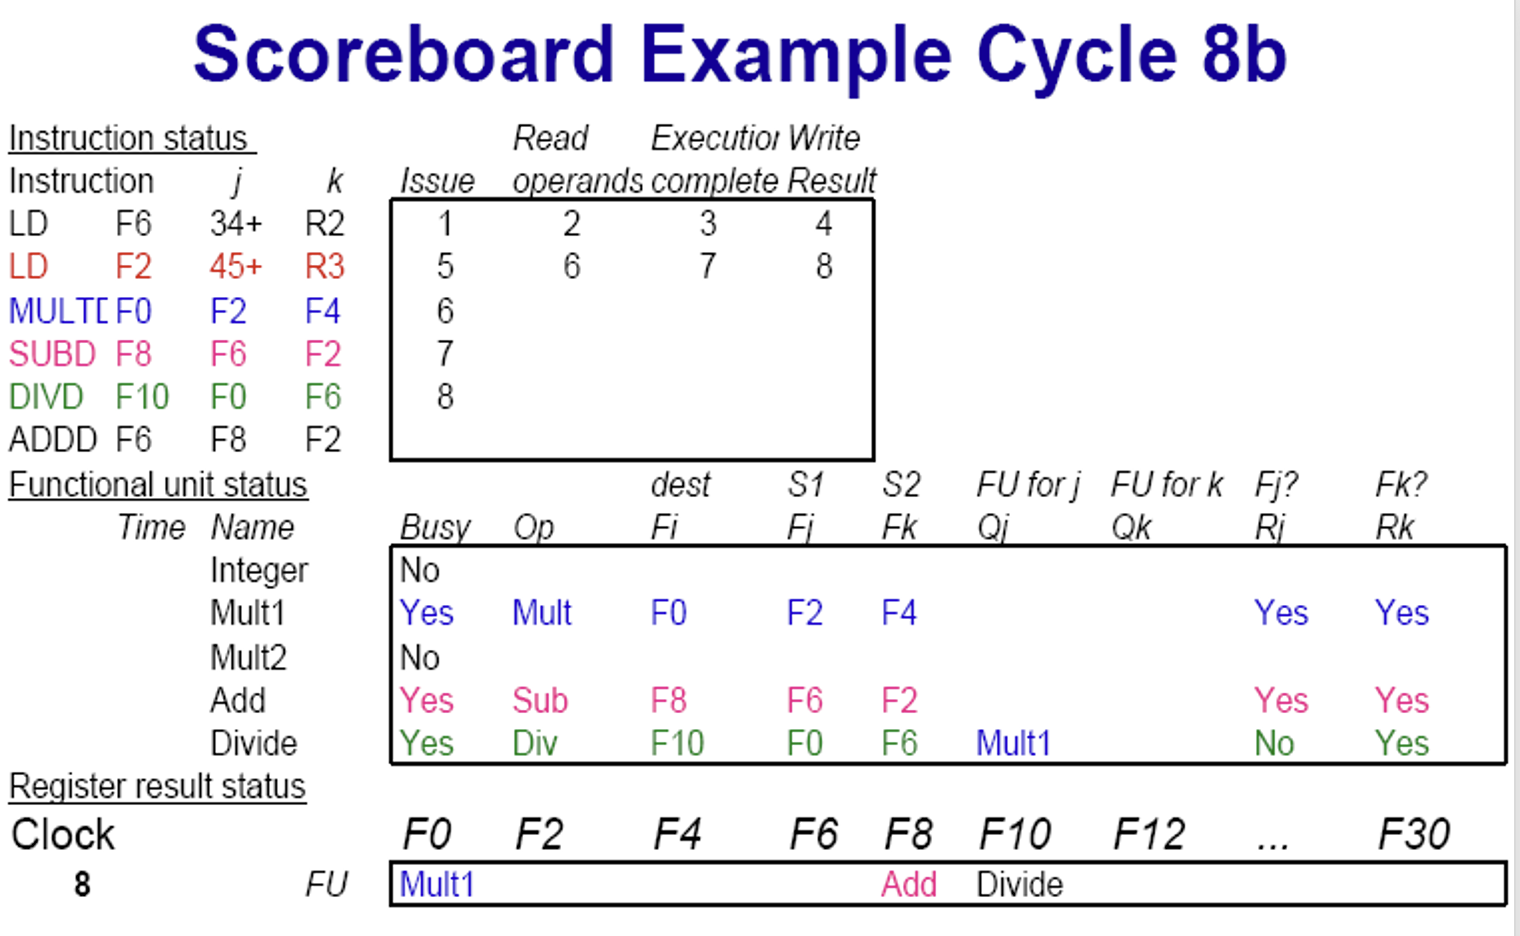 Scoreboard Example Cycle 8b
Instruction status Read Execution Write
Instruction j k Issue operands complete Result
LD F6 34+ R2 1 2 3 4
LD F2 45+ R3 5 6 7 8
MULTD F0 F2 F4 6
SUBD F8 F6 F2 7
DIVD F10 F0 F6 8
ADDD F6 F8 F2
Functional unit status dest S1 S2 FU for j FU for k Fj? Fk?
Time Name Busy Op Fi Fj Fk Qj Qk Rj Rk
Integer No
Mult1 Yes Mult F0 F2 F4 Yes Yes
Mult2 No
Add Yes Sub F8 F6 F2 Yes Yes
Divide Yes Div F10 F0 F6 Mult1 No Yes
Register result status
Clock F0 F2 F4 F6 F8 F10 F12 ... F30
8 FU Mult1 Add Divide